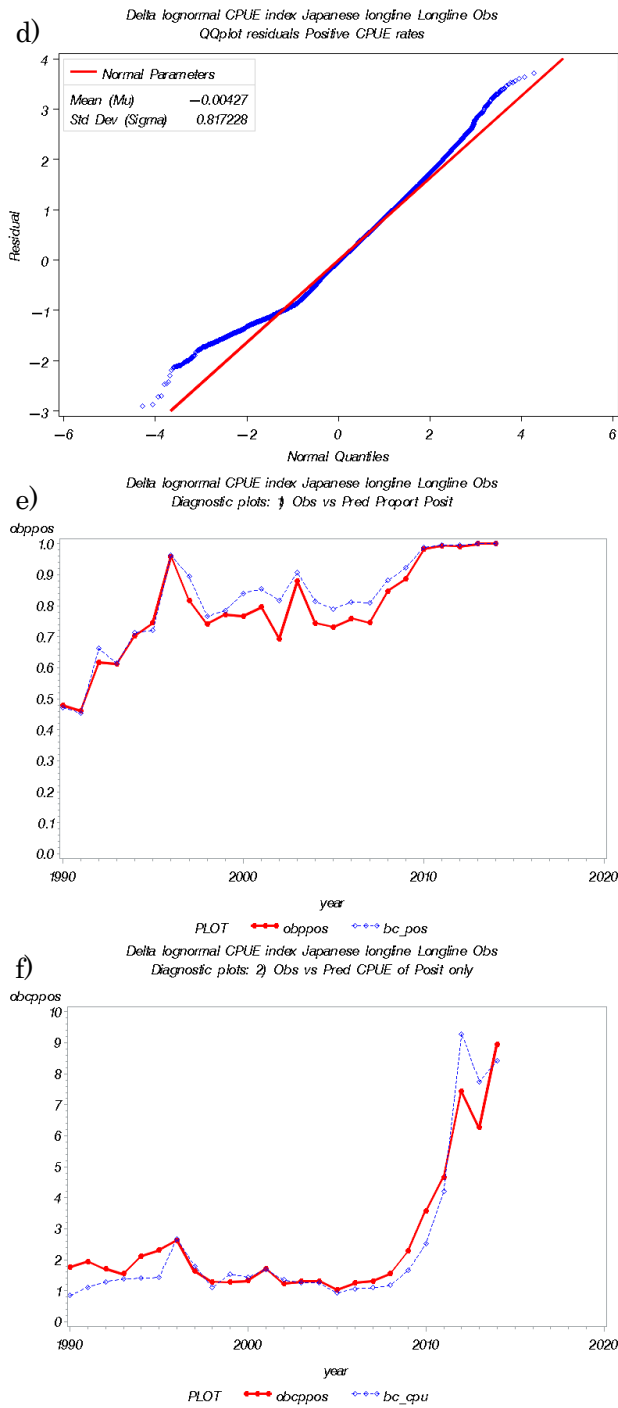 d)
Delta lognormal CPUE index Japanese longline Longline Obs
QQplot residuals Positive CPUE rates
Normal Parameters
Mean (Mu) −0.00427
Std Dev (Sigma) 0.817228
4
3
2
1
0
−1
−2
−3
Residual
−6 −4 −2 0 2 4 6
Normal Quantiles
e)
Delta lognormal CPUE index Japanese longline Longline Obs
Diagnostic plots: 1) Obs vs Pred Proport Posit
obppos
1.0
0.9
0.8
0.7
0.6
0.5
0.4
0.3
0.2
0.1
0.0
1990 2000 2010 2020
year
PLOT obppos bc_pos
f)
Delta lognormal CPUE index Japanese longline Longline Obs
Diagnostic plots: 2) Obs vs Pred CPUE of Posit only
obcppos
10
9
8
7
6
5
4
3
2
1
0
1990 2000 2010 2020
year
PLOT obcppos bc_cpu